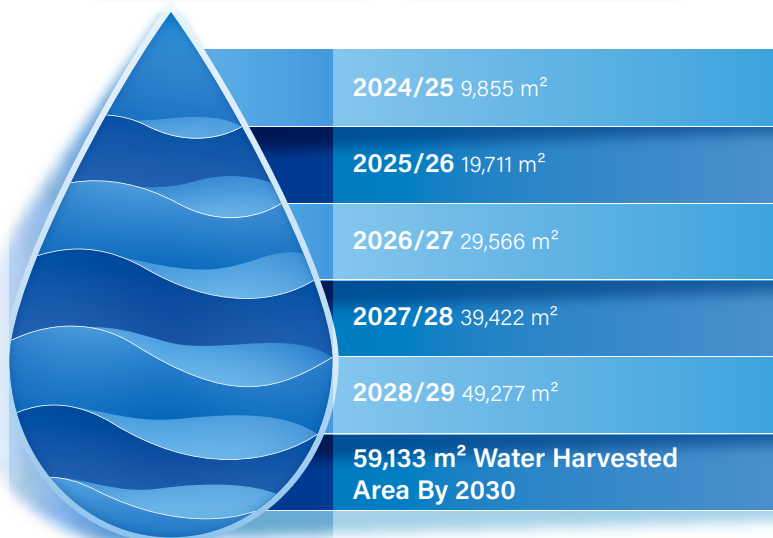 2024/25 9,855 m²
2025/26 19,711 m²
2026/27 29,566 m²
2027/28 39,422 m²
2028/29 49,277 m²
59,133 m² Water Harvested
Area By 2030